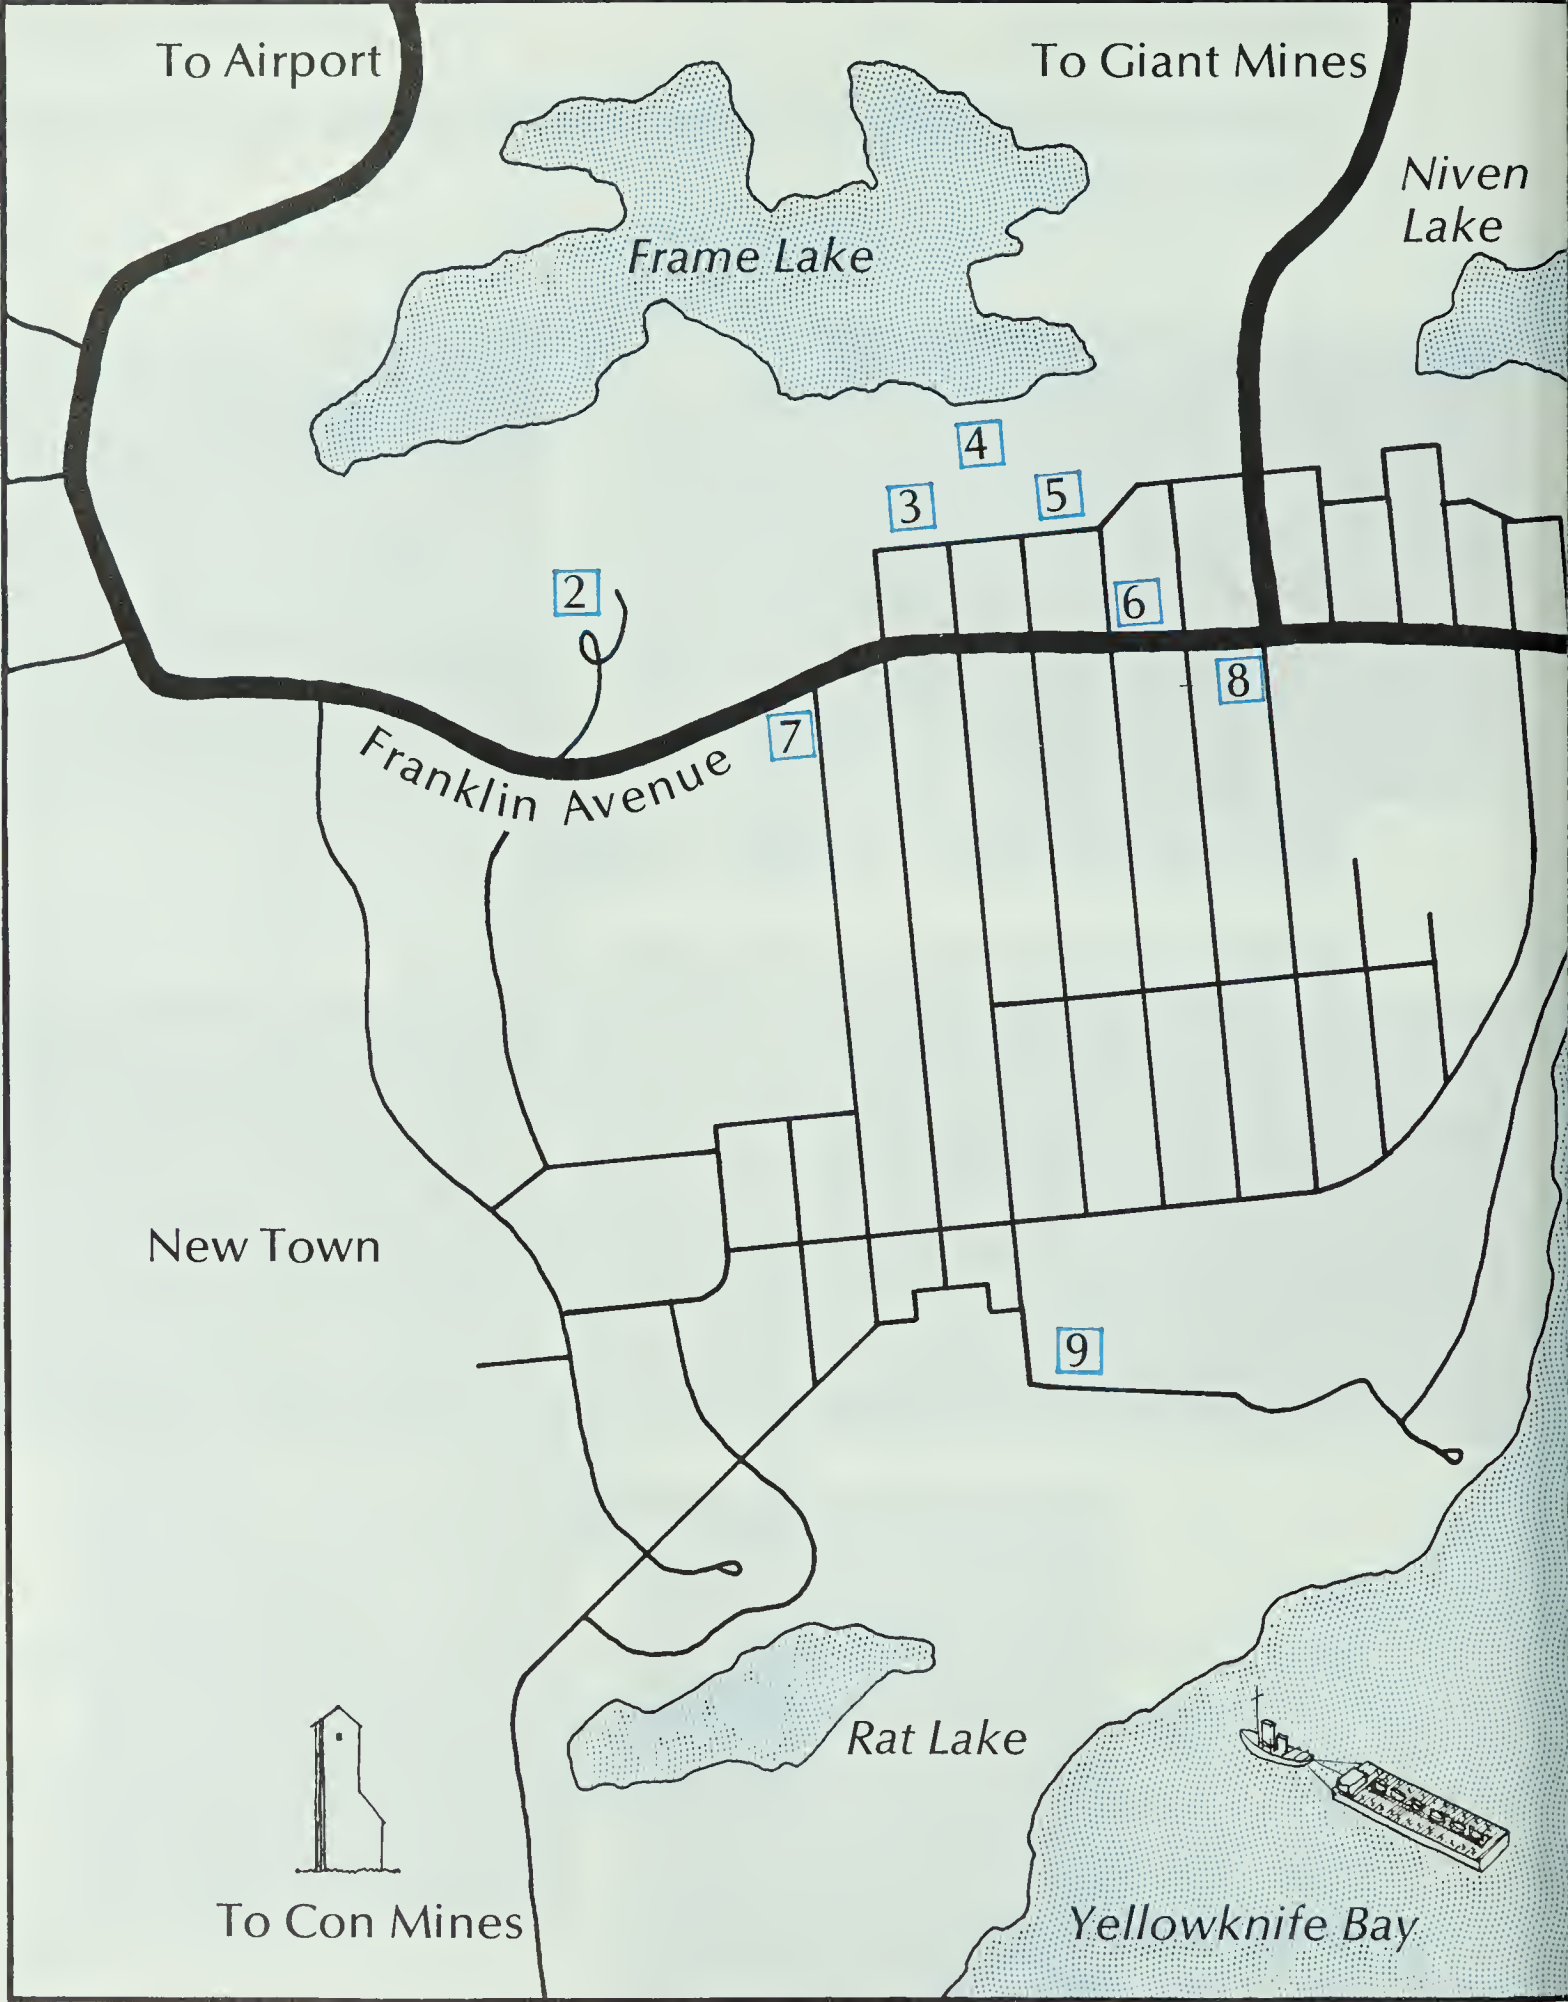 To Airport
To Giant Mines
Niven
Lake
Frame Lake
4
3
5
2
6
8
7
Franklin Avenue
New Town
9
Rat Lake
To Con Mines
Yellowknife Bay